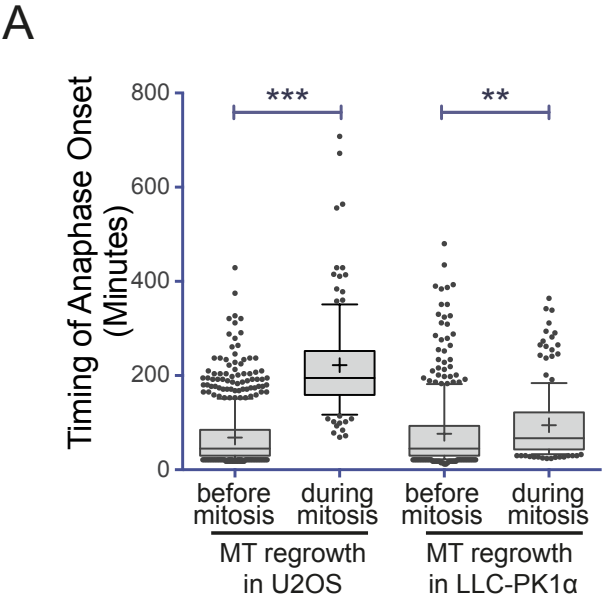 A
Timing of Anaphase Onset
(Minutes)
800
600
400
200
0
***
**
before
mitosis
during
mitosis
before
mitosis
during
mitosis
MT regrowth
in U2OS
MT regrowth
in LLC-PK1α